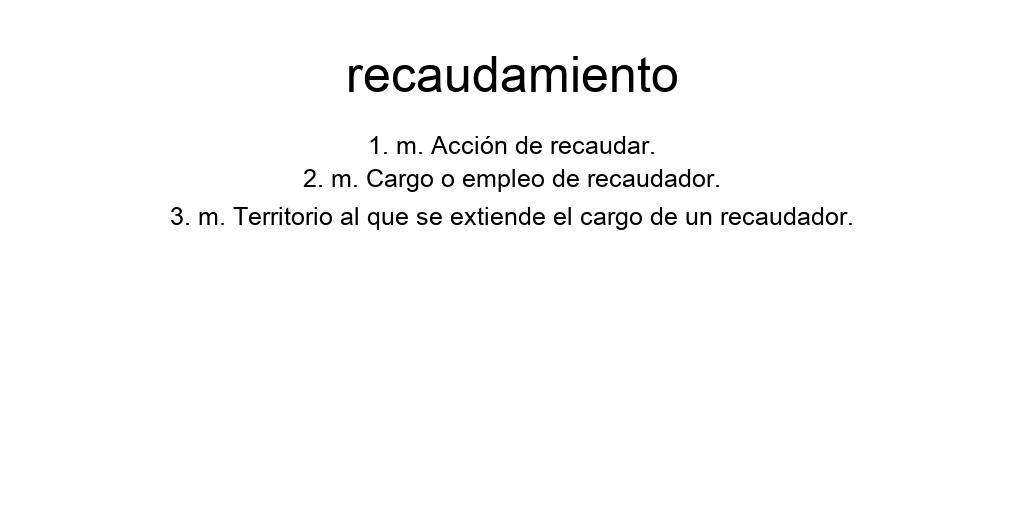 recaudamiento
1. m. Acción de recaudar.
2. m. Cargo o empleo de recaudador.
3. m. Territorio al que se extiende el cargo de un recaudador.